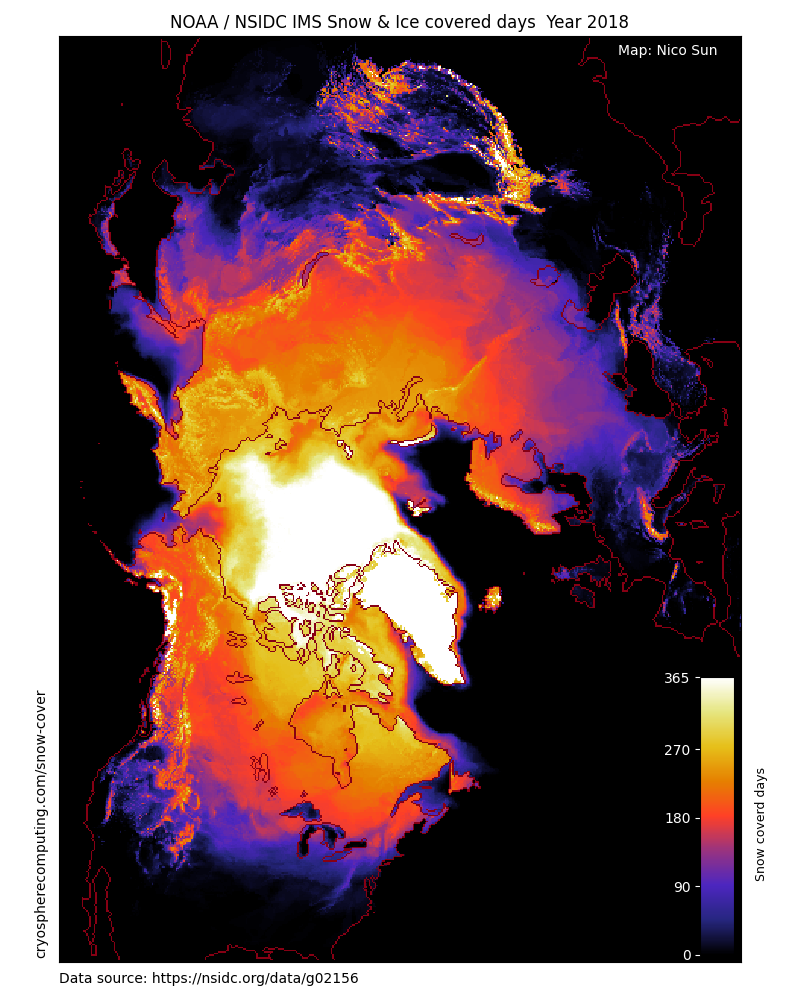 NOAA / NSIDC IMS Snow & Ice covered days  Year 2018
Map: Nico Sun
cryospherecomputing.com/snow-cover
365
270
180
90
0
Snow coverd days
Data source: https://nsidc.org/data/g02156